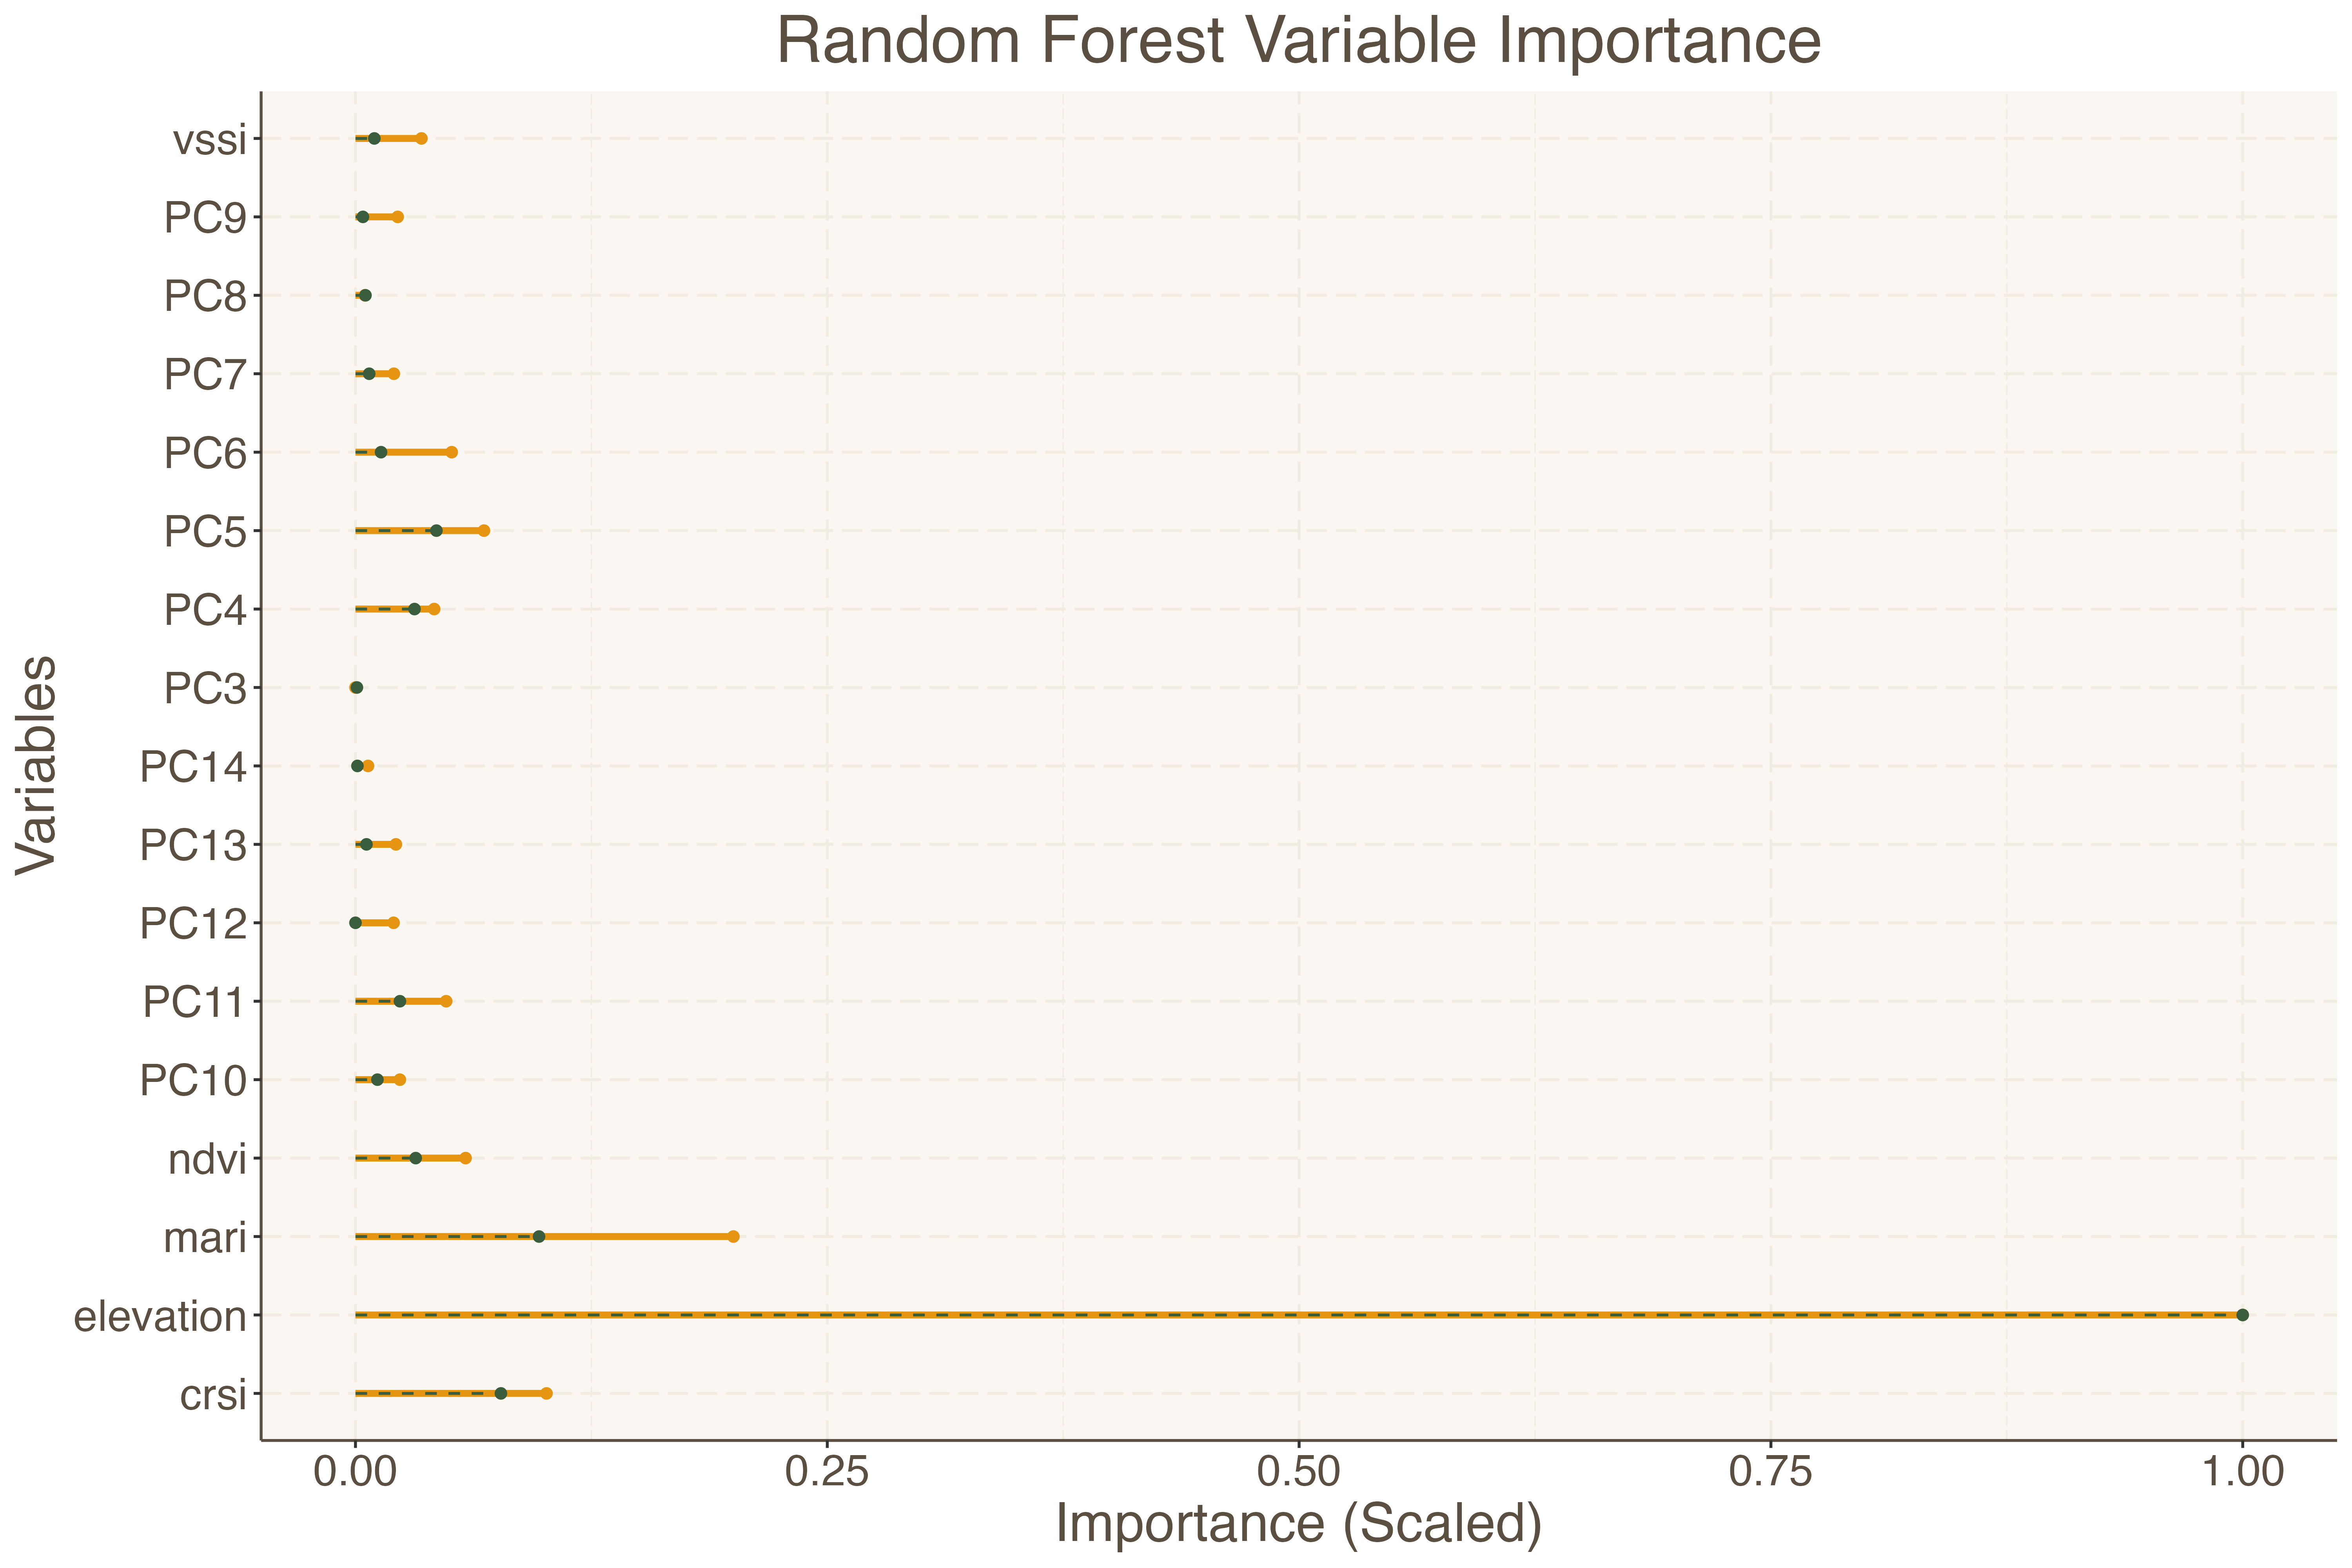 Random Forest Variable Importance
vssi
PC9
PC8
PC7
PC6
PC5
PC4
PC3
PC14
PC13
PC12
PC11
PC10
ndvi
mari
elevation
crsi
Variables
0.00 0.25 0.50 0.75 1.00
Importance (Scaled)